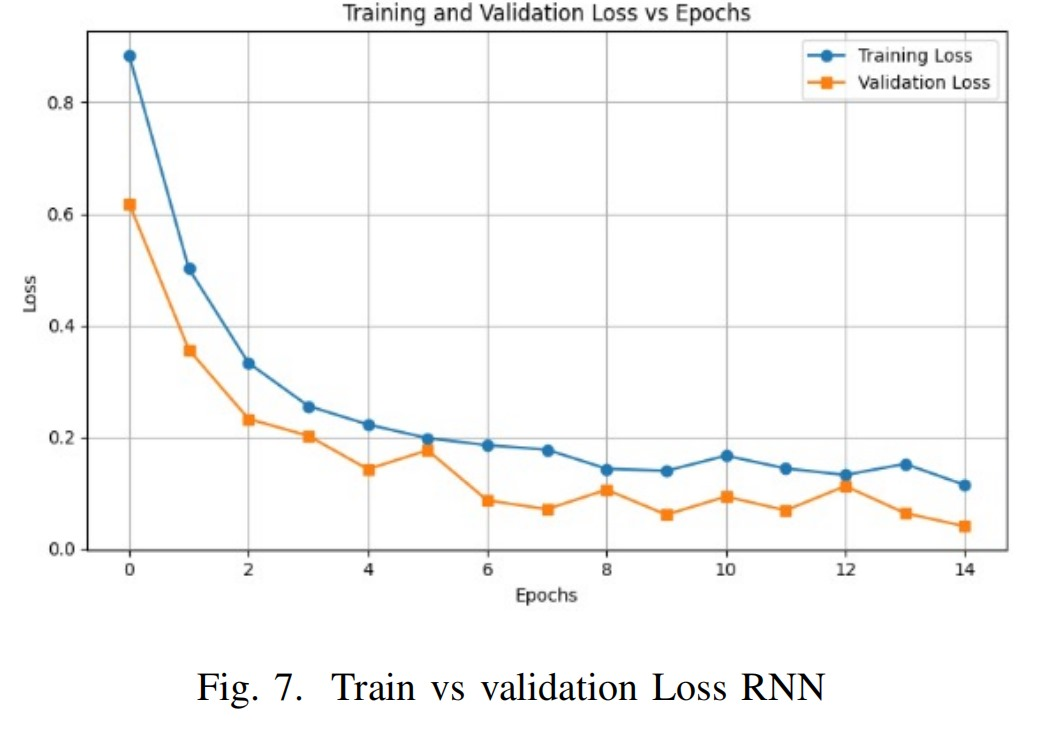 Training and Validation Loss vs Epochs
Training Loss
Validation Loss
0.8
0.6
0.4
0.2
0.0
Loss
0 2 4 6 8 10 12 14
Epochs
Fig. 7. Train vs validation Loss RNN